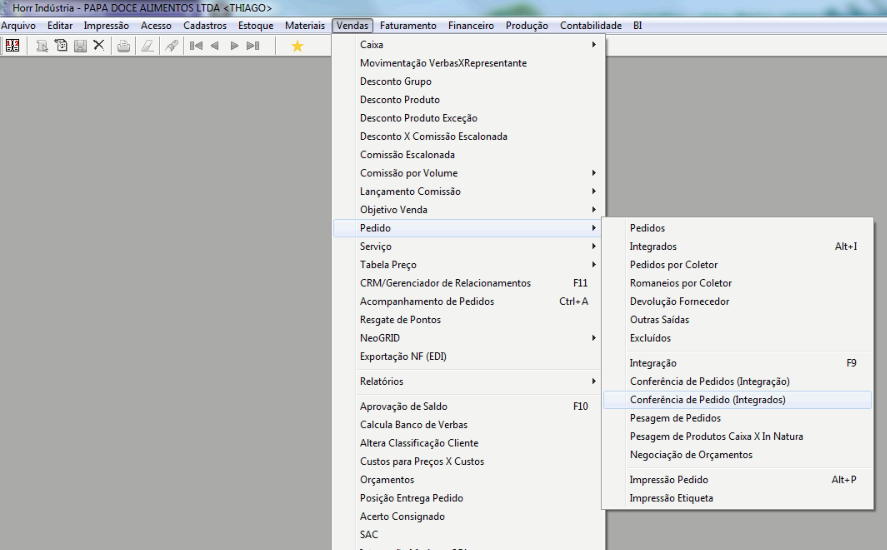 Horr Indústria - PAPA DOCE ALIMENTOS LTDA <THIAGO>
Arquivo Editar Impressão Acesso Cadastros Estoque Materiais Vendas Faturamento Financeiro Produção Contabilidade BI
Caixa
Movimentação VerbasXRepresentante
Desconto Grupo
Desconto Produto
Desconto Produto Exceção
Desconto X Comissão Escalonada
Comissão Escalonada
Comissão por Volume
Lançamento Comissão
Objetivo Venda
Pedido
Serviço
Tabela Preço
CRM/Gerenciador de Relacionamentos F11
Acompanhamento de Pedidos Ctrl+A
Resgate de Pontos
NeoGRID
Exportação NF (EDI)
Relatórios
Aprovação de Saldo F10
Calcula Banco de Verbas
Altera Classificação Cliente
Custos para Preços X Custos
Orçamentos
Posição Entrega Pedido
Acerto Consignado
SAC
Pedidos
Integrados Alt+I
Pedidos por Coletor
Romaneios por Coletor
Devolução Fornecedor
Outras Saídas
Excluídos
Integração F9
Conferência de Pedidos (Integração)
Conferência de Pedido (Integrados)
Pesagem de Pedidos
Pesagem de Produtos Caixa X In Natura
Negociação de Orçamentos
Impressão Pedido Alt+P
Impressão Etiqueta